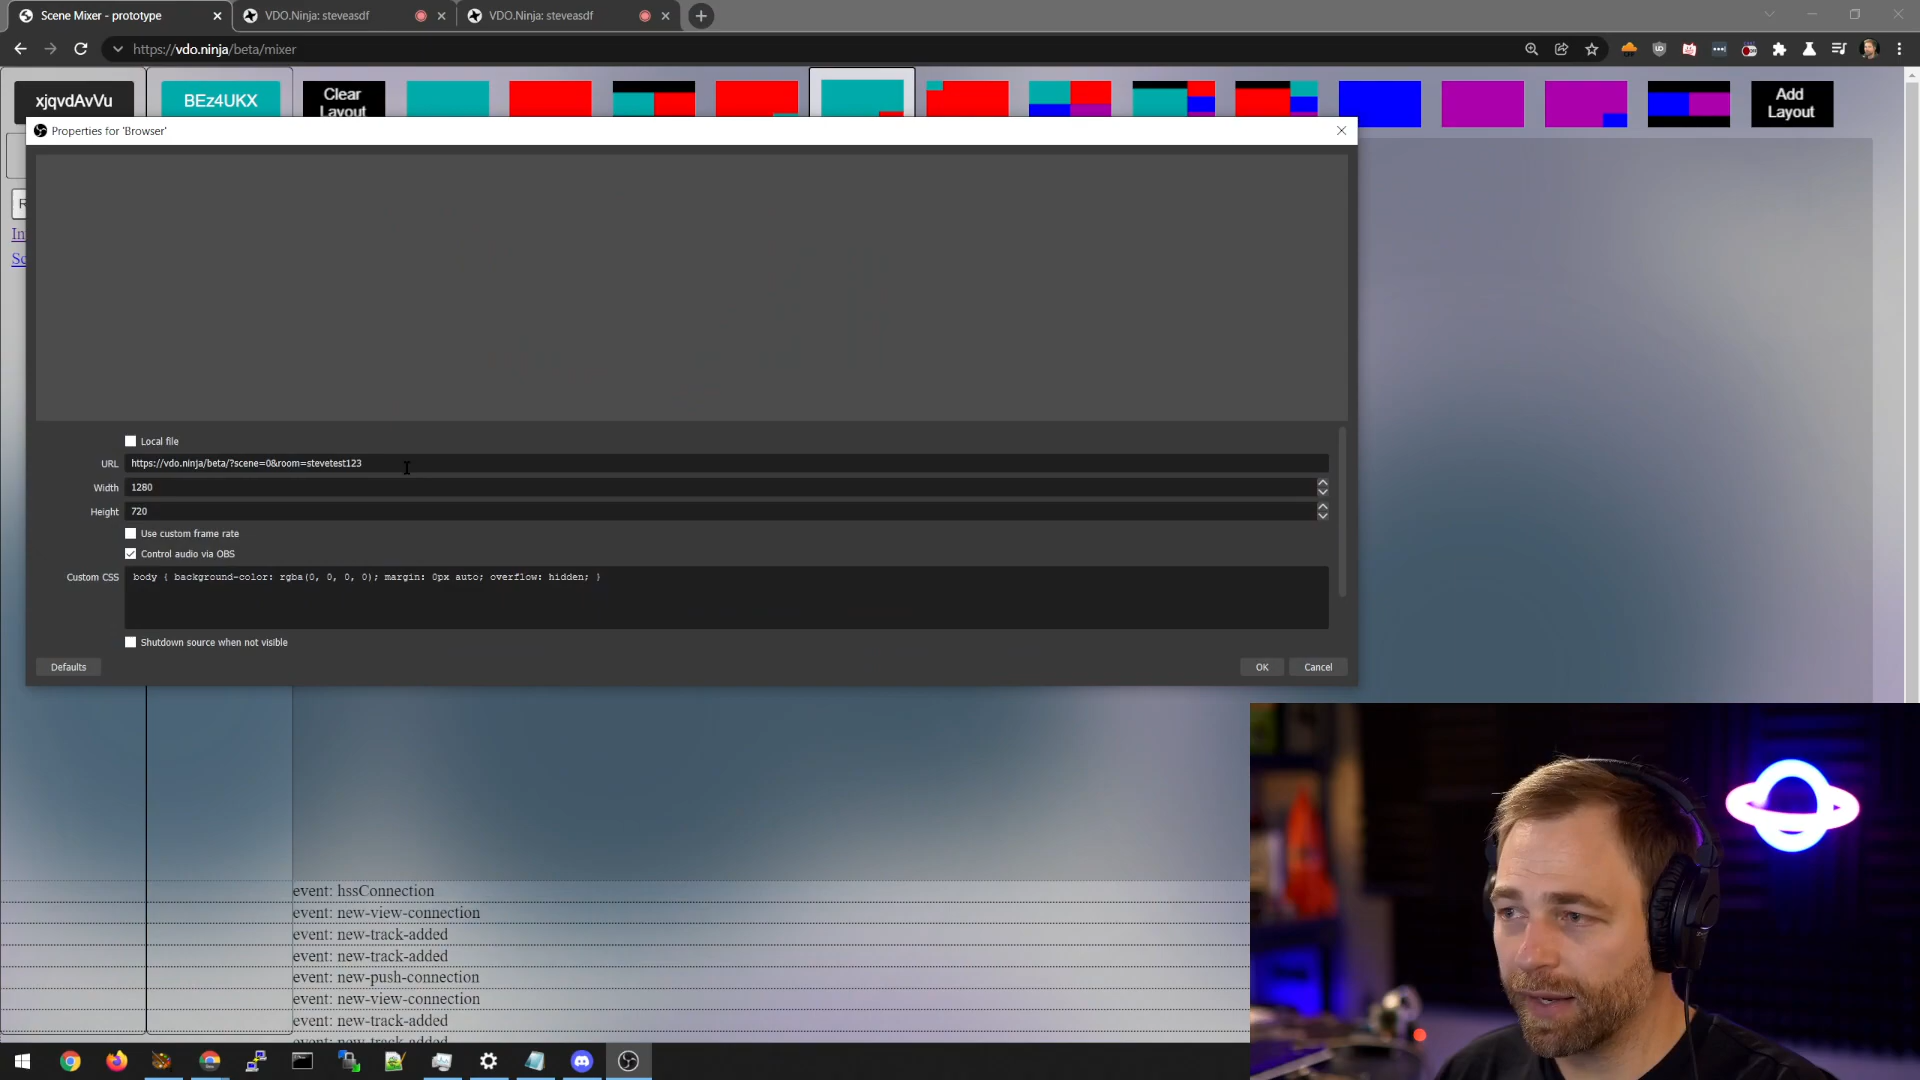 Scene Mixer - prototype
VDO.Ninja: steveasdf
VDO.Ninja: steveasdf
https://vdo.ninja/beta/mixer
xjqvdAvVu
BEz4UKX
Clear
Layout
Add
Layout
Properties for 'Browser'
Local file
URL https://vdo.ninja/beta/?scene=0&room=stevetest123
Width 1280
Height 720
Use custom frame rate
Control audio via OBS
Custom CSS body { background-color: rgba(0, 0, 0, 0); margin: 0px auto; overflow: hidden; }
Shutdown source when not visible
Defaults
OK
Cancel
event: hssConnection
event: new-view-connection
event: new-track-added
event: new-track-added
event: new-push-connection
event: new-view-connection
event: new-track-added
event: new-track-added